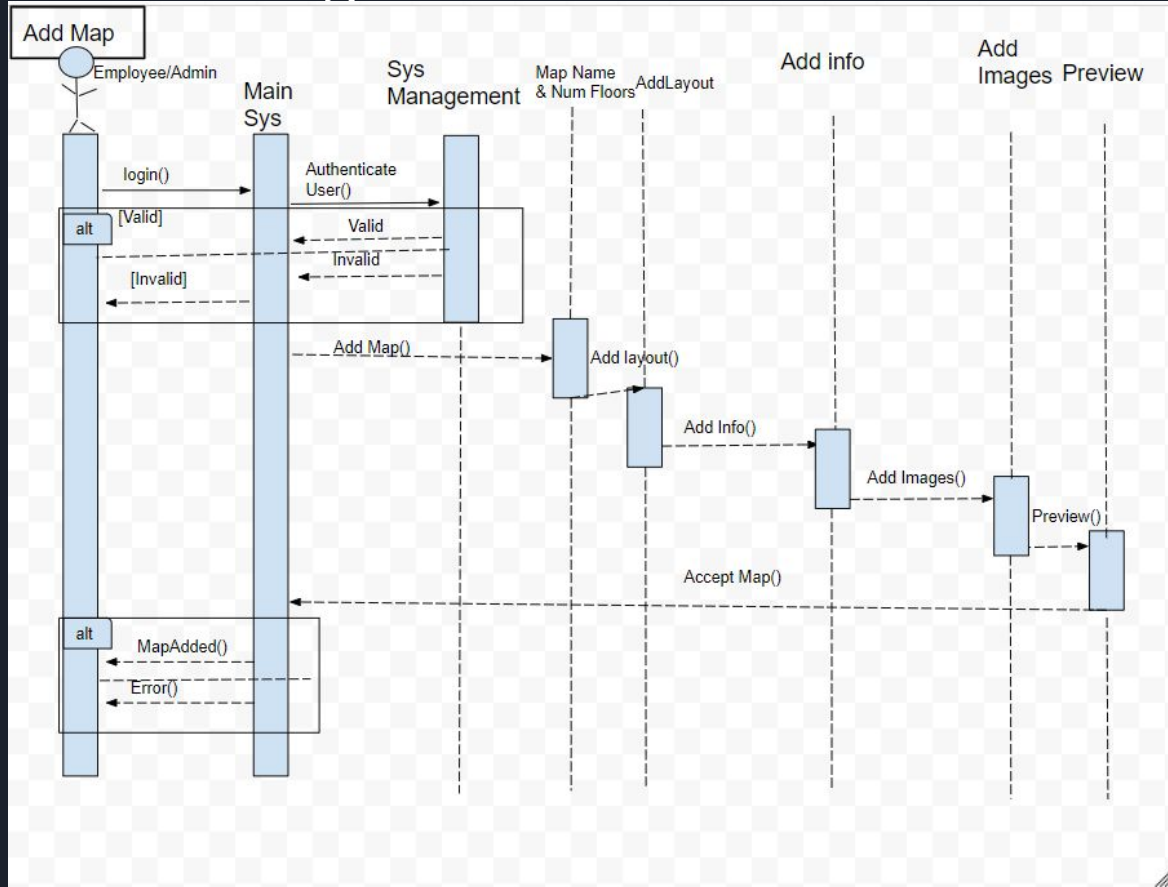 Add Map
Employee/Admin
Main
Sys
Sys
Management
Map Name
& Num Floors
AddLayout
Add info
Add
Images
Preview
login()
Authenticate
User()
alt
[Valid]
Valid
Invalid
[Invalid]
Add Map()
Add layout()
Add Info()
Add Images()
Preview()
Accept Map()
alt
MapAdded()
Error()